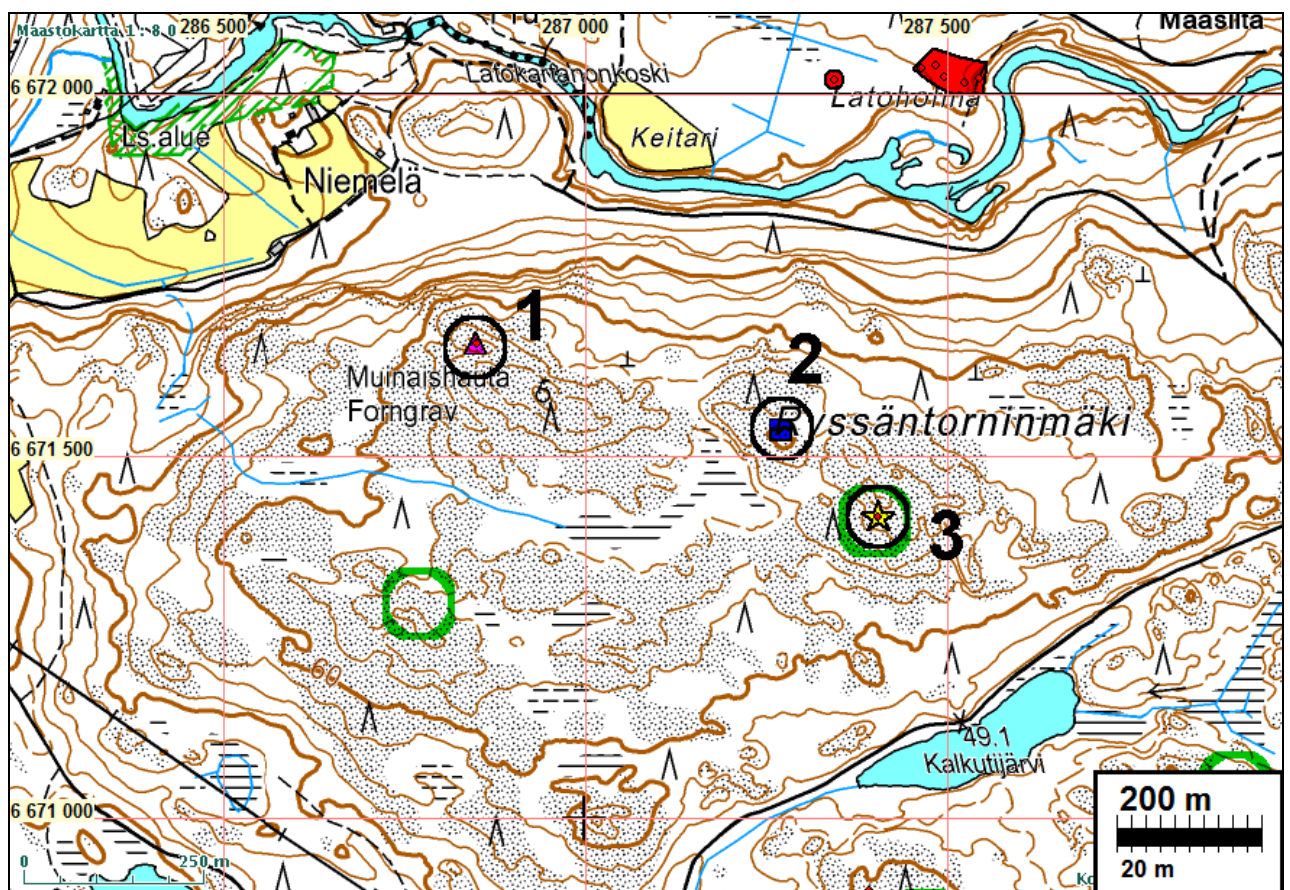 Maastokartta 1 : 8 0
286 500
287 000
287 500
Latokartanonkoski
6 672 000
Latoholma
Ls.alue
Keitari
Niemelä
1
2
Muinaishauta
Forngrav
Ryssäntorninmäki
6 671 500
3
60
49.1
Kalkutijärvi
6 671 000
200 m
20 m
0
250 m